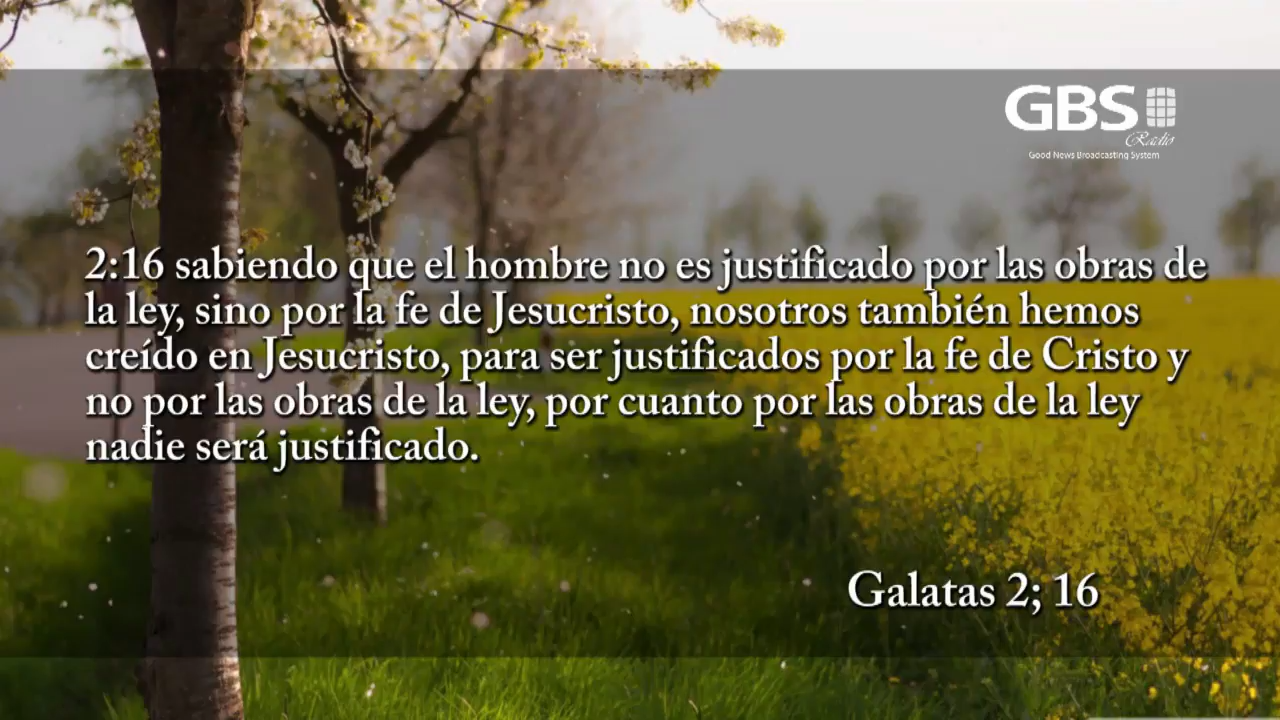 GBS
Radio
Good News Broadcasting System
2:16 sabiendo que el hombre no es justificado por las obras de
la ley, sino por la fe de Jesucristo, nosotros también hemos
creído en Jesucristo, para ser justificados por la fe de Cristo y
no por las obras de la ley, por cuanto por las obras de la ley
nadie será justificado.
Galatas 2; 16